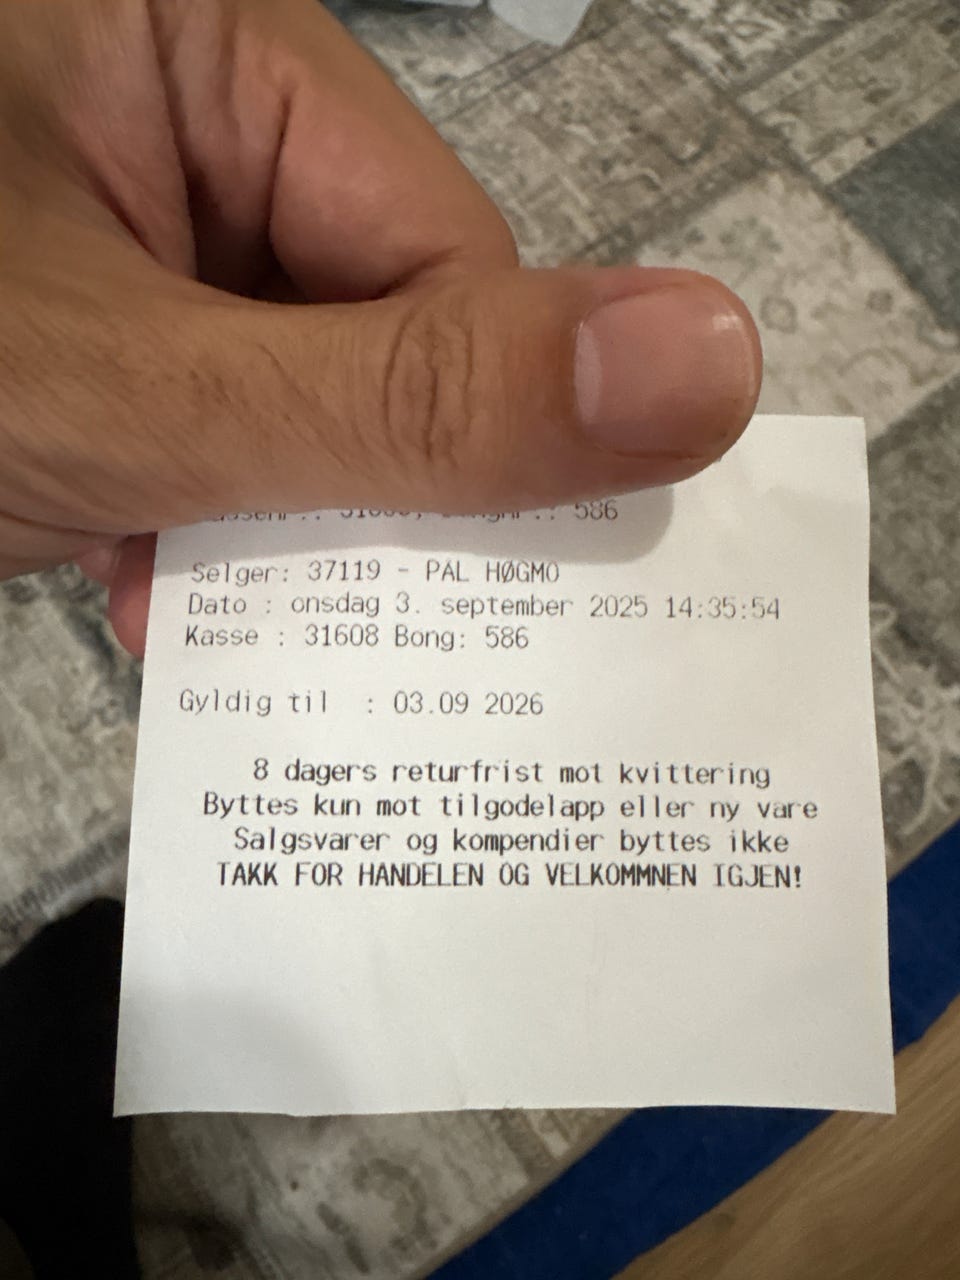 586
Selger: 37119 - PÅL HØGMO
Dato : onsdag 3. september 2025 14:35:54
Kasse : 31608 Bong: 586
Gyldig til : 03.09 2026
8 dagers returfrist mot kvittering
Byttes kun mot tilgodelapp eller ny vare
Salgsvarer og kompendier byttes ikke
TAKK FOR HANDELEN OG VELKOMMNEN IGJEN!